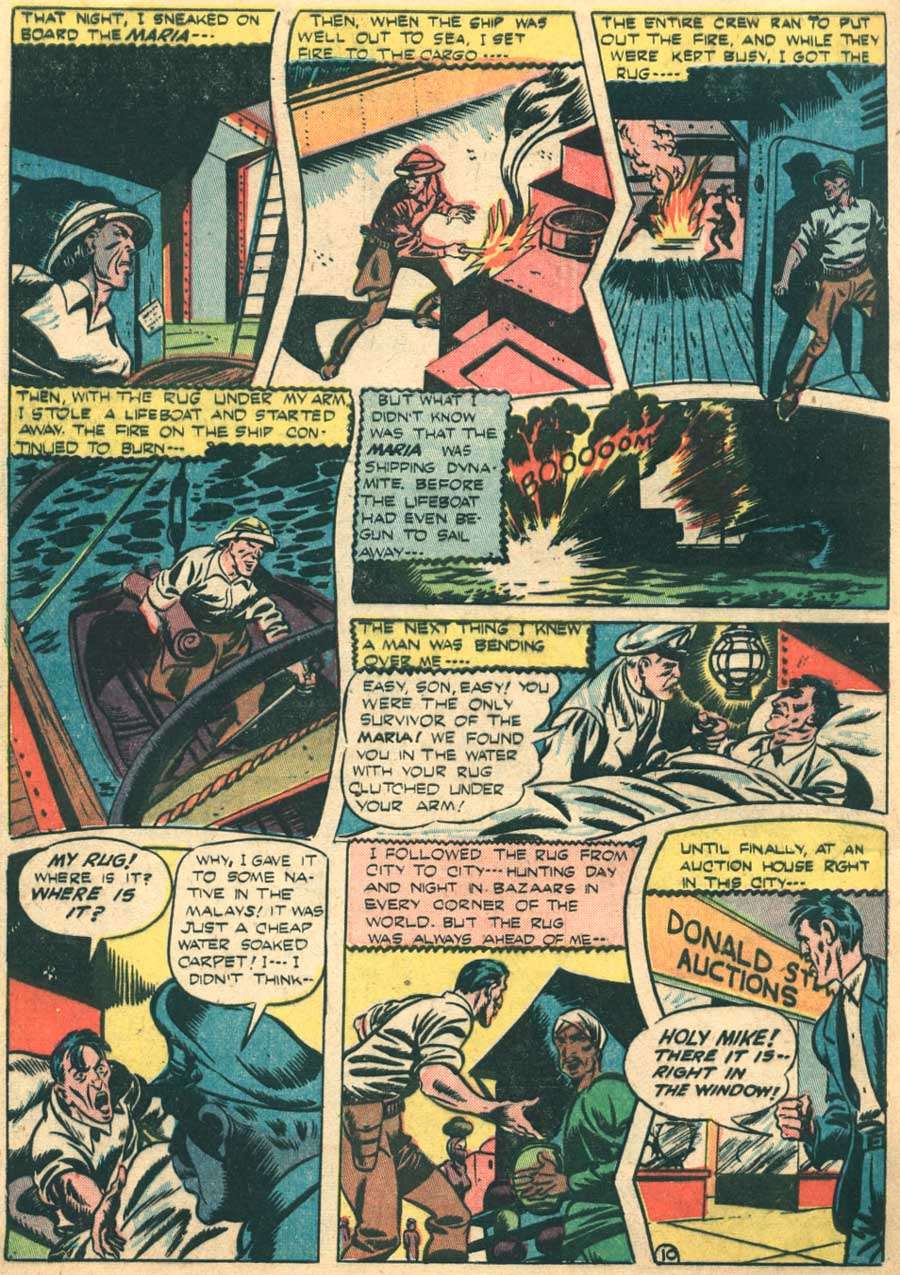 THAT NIGHT, I SNEAKED ON
BOARD THE MARIA---
THEN, WHEN THE SHIP WAS
WELL OUT TO SEA, I SET
FIRE TO THE CARGO ----
THE ENTIRE CREW RAN TO PUT
OUT THE FIRE, AND WHILE THEY
WERE KEPT BUSY, I GOT THE
RUG----
THEN, WITH THE RUG UNDER MY ARM,
I STOLE A LIFEBOAT AND STARTED
AWAY. THE FIRE ON THE SHIP CON-
TINUED TO BURN---
BUT WHAT I
DIDN'T KNOW
WAS THAT THE
MARIA WAS
SHIPPING DYNA-
MITE. BEFORE
THE LIFEBOAT
HAD EVEN BE-
GUN TO SAIL
AWAY---
BOOOOOOM
THE NEXT THING I KNEW
A MAN WAS BENDING
OVER ME----
EASY, SON, EASY! YOU
WERE THE ONLY
SURVIVOR OF THE
MARIA! WE FOUND
YOU IN THE WATER
WITH YOUR RUG
CLUTCHED UNDER
YOUR ARM!
MY RUG!
WHERE IS IT?
WHERE IS
IT?
WHY, I GAVE IT
TO SOME NA-
TIVE IN THE
MALAYS! IT WAS
JUST A CHEAP
WATER SOAKED
CARPET! I--- I
DIDN'T THINK--
I FOLLOWED THE RUG FROM
CITY TO CITY---HUNTING DAY
AND NIGHT IN BAZAARS IN
EVERY CORNER OF THE
WORLD. BUT THE RUG
WAS ALWAYS AHEAD OF ME--
UNTIL FINALLY, AT AN
AUCTION HOUSE RIGHT
IN THIS CITY---
DONALD ST
AUCTIONS
HOLY MIKE!
THERE IT IS--
RIGHT IN
THE WINDOW!
10